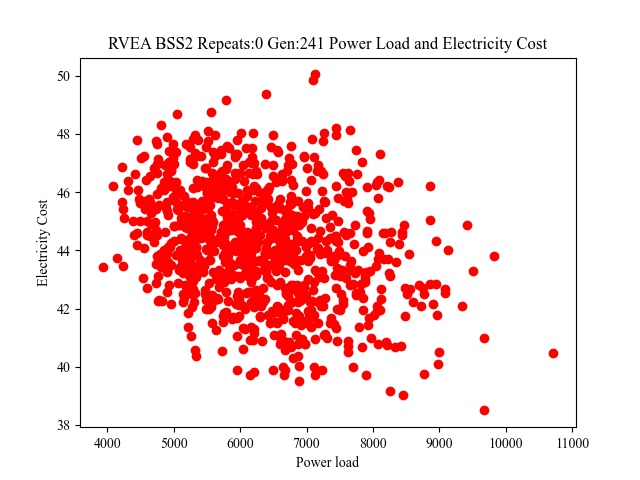 RVEA BSS2 Repeats:0 Gen:241 Power Load and Electricity Cost
50
48
46
44
42
40
38
Electricity Cost
4000 5000 6000 7000 8000 9000 10000 11000
Power load